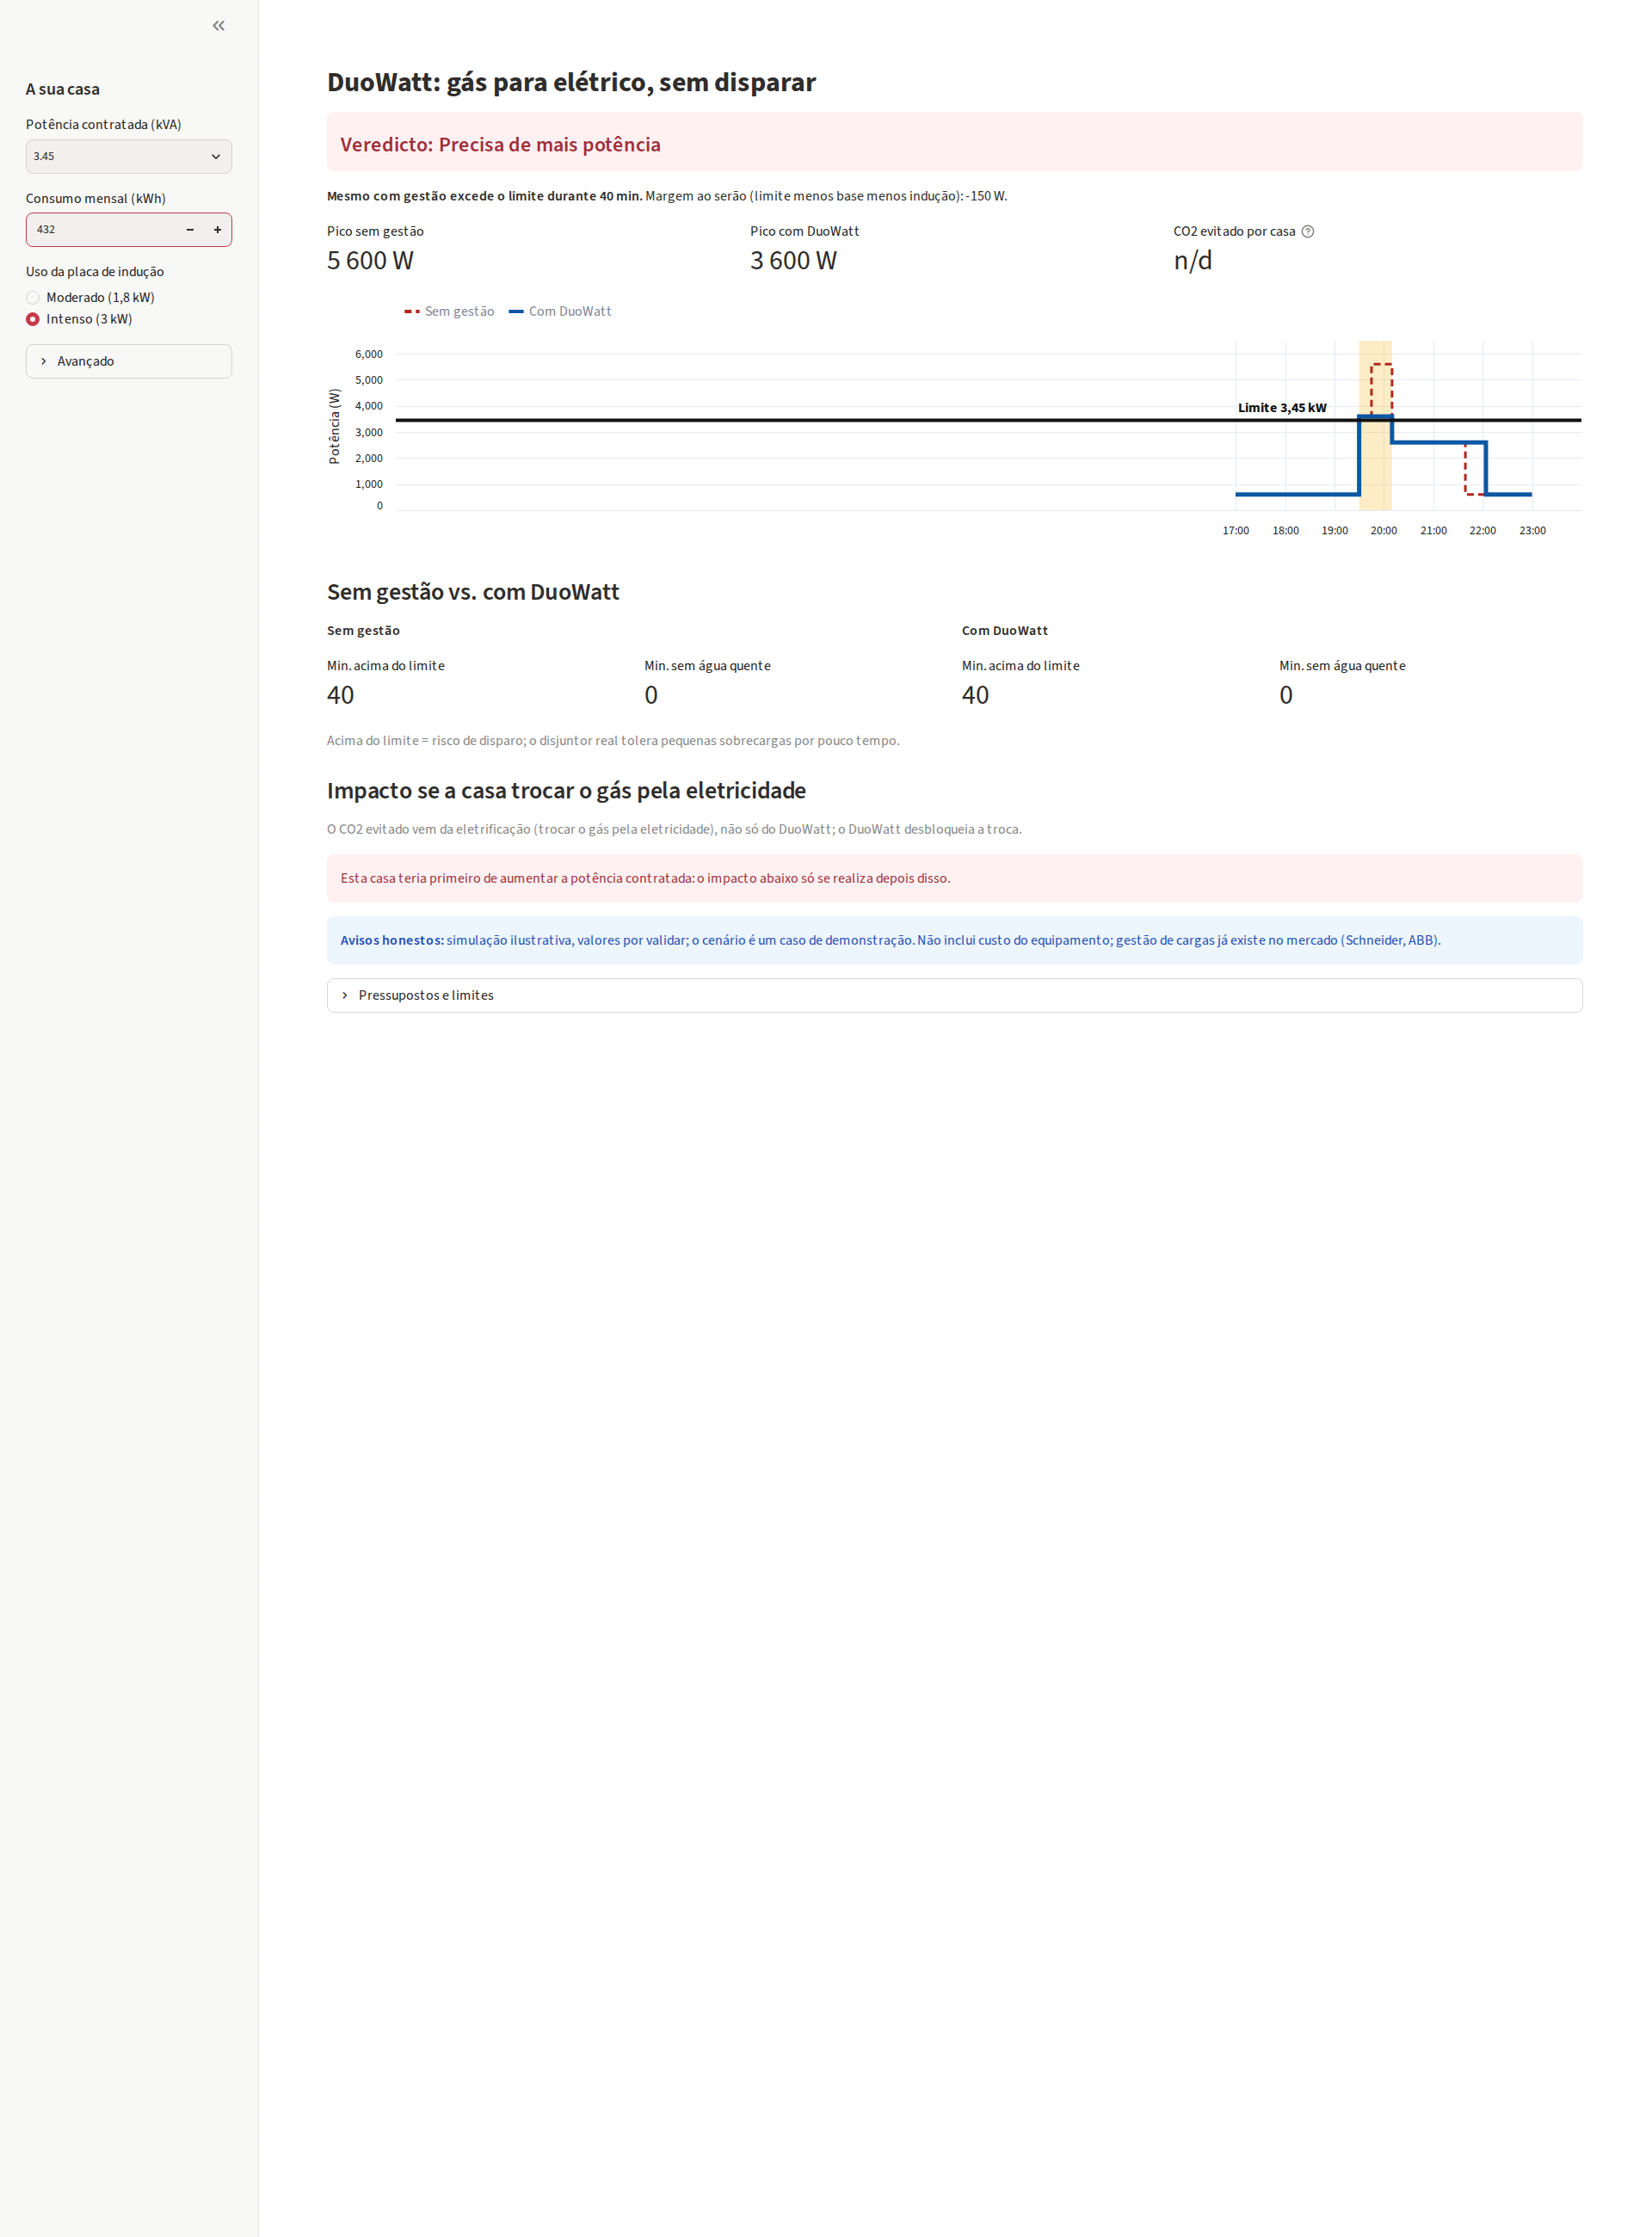 A sua casa
Potência contratada (kVA)
3.45
Consumo mensal (kWh)
432
Uso da placa de indução
Moderado (1,8 kW)
Intenso (3 kW)
Avançado
DuoWatt: gás para elétrico, sem disparar
Veredicto: Precisa de mais potência
Mesmo com gestão excede o limite durante 40 min. Margem ao serão (limite menos base menos indução): -150 W.
Pico sem gestão
5 600 W
Pico com DuoWatt
3 600 W
CO2 evitado por casa
n/d
Sem gestão
Com DuoWatt
Potência (W)
6,000
5,000
4,000
3,000
2,000
1,000
0
Limite 3,45 kW
17:00 18:00 19:00 20:00 21:00 22:00 23:00
Sem gestão vs. com DuoWatt
Sem gestão
Min. acima do limite
40
Min. sem água quente
0
Com DuoWatt
Min. acima do limite
40
Min. sem água quente
0
Acima do limite = risco de disparo; o disjuntor real tolera pequenas sobrecargas por pouco tempo.
Impacto se a casa trocar o gás pela eletricidade
O CO2 evitado vem da eletrificação (trocar o gás pela eletricidade), não só do DuoWatt; o DuoWatt desbloqueia a troca.
Esta casa teria primeiro de aumentar a potência contratada: o impacto abaixo só se realiza depois disso.
Avisos honestos: simulação ilustrativa, valores por validar; o cenário é um caso de demonstração. Não inclui custo do equipamento; gestão de cargas já existe no mercado (Schneider, ABB).
Pressupostos e limites